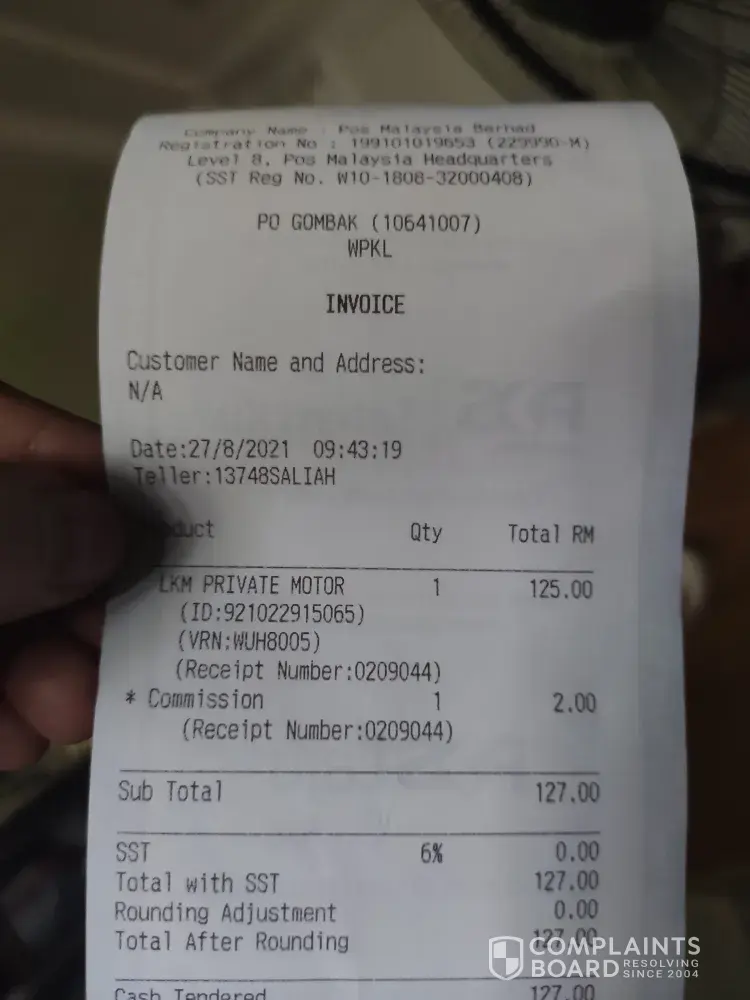 Company Name : Pos Malaysia Berhad
Registration No : 199101019653 (229990-M)
Level 8, Pos Malaysia Headquarters
(SST Reg No. W10-1808-32000408)
PO GOMBAK (10641007)
WPKL
INVOICE
Customer Name and Address:
N/A
Date:27/8/2021 09:43:19
Teller:13748SALIAH
duct Qty Total RM
LKM PRIVATE MOTOR 1 125.00
(ID:921022915065)
(VRN:WUH8005)
(Receipt Number:0209044)
* Commission 1 2.00
(Receipt Number:0209044)
Sub Total 127.00
SST 6% 0.00
Total with SST 127.00
Rounding Adjustment 0.00
Total After Rounding 127.00
Cash Tendered 127.00
COMPLAINTS
BOARD RESOLVING
SINCE 2004